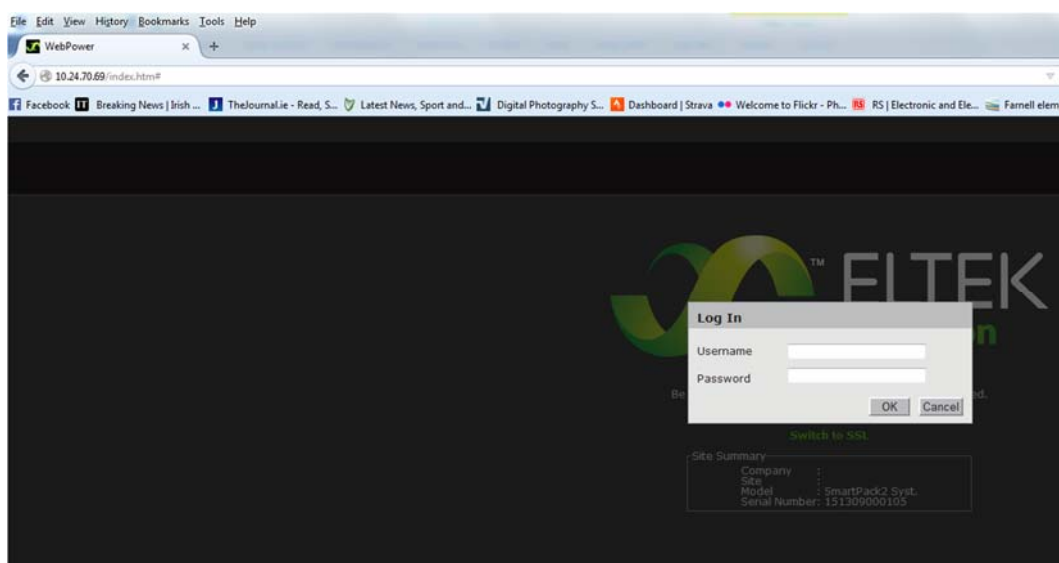 File Edit View History Bookmarks Tools Help
WebPower × +
10.24.70.69/index.htm#
Facebook Breaking News | Irish ... TheJournal.ie - Read, S... Latest News, Sport and... Digital Photography S... Dashboard | Strava Welcome to Flickr - Ph... RS | Electronic and Ele... Farnell elem
™ ELTEK
Log In
Username
Password
Be
ed.
OK Cancel
Switch to SSL
Site Summary
Company :
Site :
Model : SmartPack2 Syst.
Serial Number: 151309000105